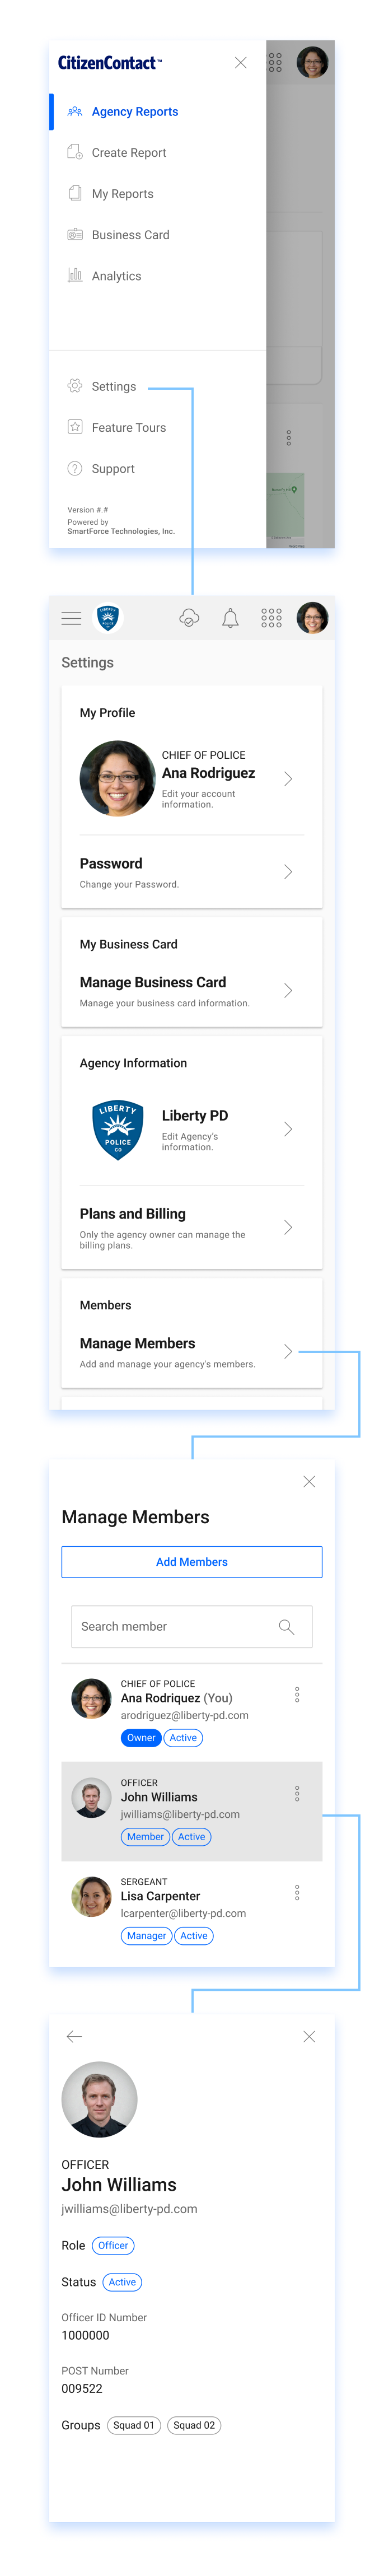 CitizenContact™
Agency Reports
Create Report
My Reports
Business Card
Analytics
Settings
Feature Tours
Support
Version #.#
Powered by
SmartForce Technologies, Inc.
LIBERTY
POLICE
Settings
My Profile
CHIEF OF POLICE
Ana Rodriguez
Edit your account
information.
Password
Change your Password.
My Business Card
Manage Business Card
Manage your business card information.
Agency Information
LIBERTY
POLICE
CO
Liberty PD
Edit Agency's
information.
Plans and Billing
Only the agency owner can manage the
billing plans.
Members
Manage Members
Add and manage your agency's members.
Manage Members
Add Members
Search member
CHIEF OF POLICE
Ana Rodriquez (You)
arodriguez@liberty-pd.com
Owner Active
OFFICER
John Williams
jwilliams@liberty-pd.com
Member Active
SERGEANT
Lisa Carpenter
lcarpenter@liberty-pd.com
Manager Active
OFFICER
John Williams
jwilliams@liberty-pd.com
Role Officer
Status Active
Officer ID Number
1000000
POST Number
009522
Groups Squad 01 Squad 02